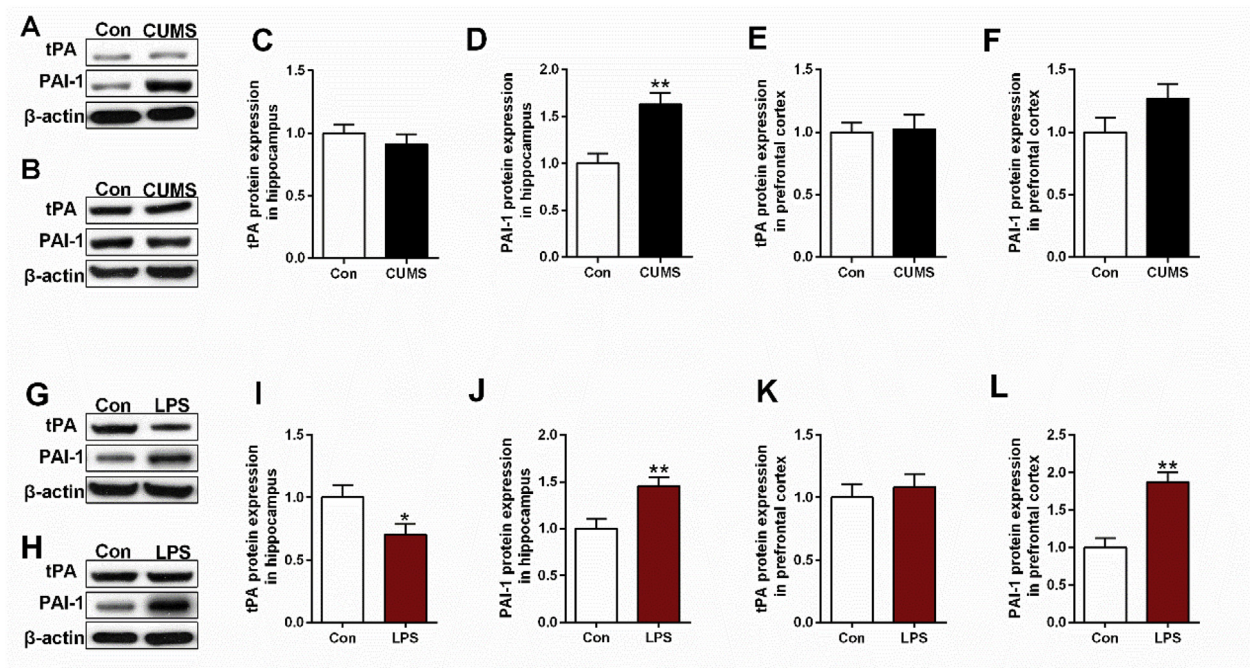 A
Con CUMS
tPA
PAI-1
β-actin
B
Con CUMS
tPA
PAI-1
β-actin
C
tPA protein expression
in hippocampus
1.5
1.0
0.5
0.0
Con CUMS
D
PAI-1 protein expression
in hippocampus
2.0
1.5
1.0
0.5
0.0
**
Con CUMS
E
tPA protein expression
in prefrontal cortex
1.5
1.0
0.5
0.0
Con CUMS
F
PAI-1 protein expression
in prefrontal cortex
1.5
1.0
0.5
0.0
Con CUMS
G
Con LPS
tPA
PAI-1
β-actin
H
Con LPS
tPA
PAI-1
β-actin
I
tPA protein expression
in hippocampus
1.5
1.0
0.5
0.0
*
Con LPS
J
PAI-1 protein expression
in hippocampus
2.0
1.5
1.0
0.5
0.0
**
Con LPS
K
tPA protein expression
in prefrontal cortex
1.5
1.0
0.5
0.0
Con LPS
L
PAI-1 protein expression
in prefrontal cortex
2.5
2.0
1.5
1.0
0.5
0.0
**
Con LPS